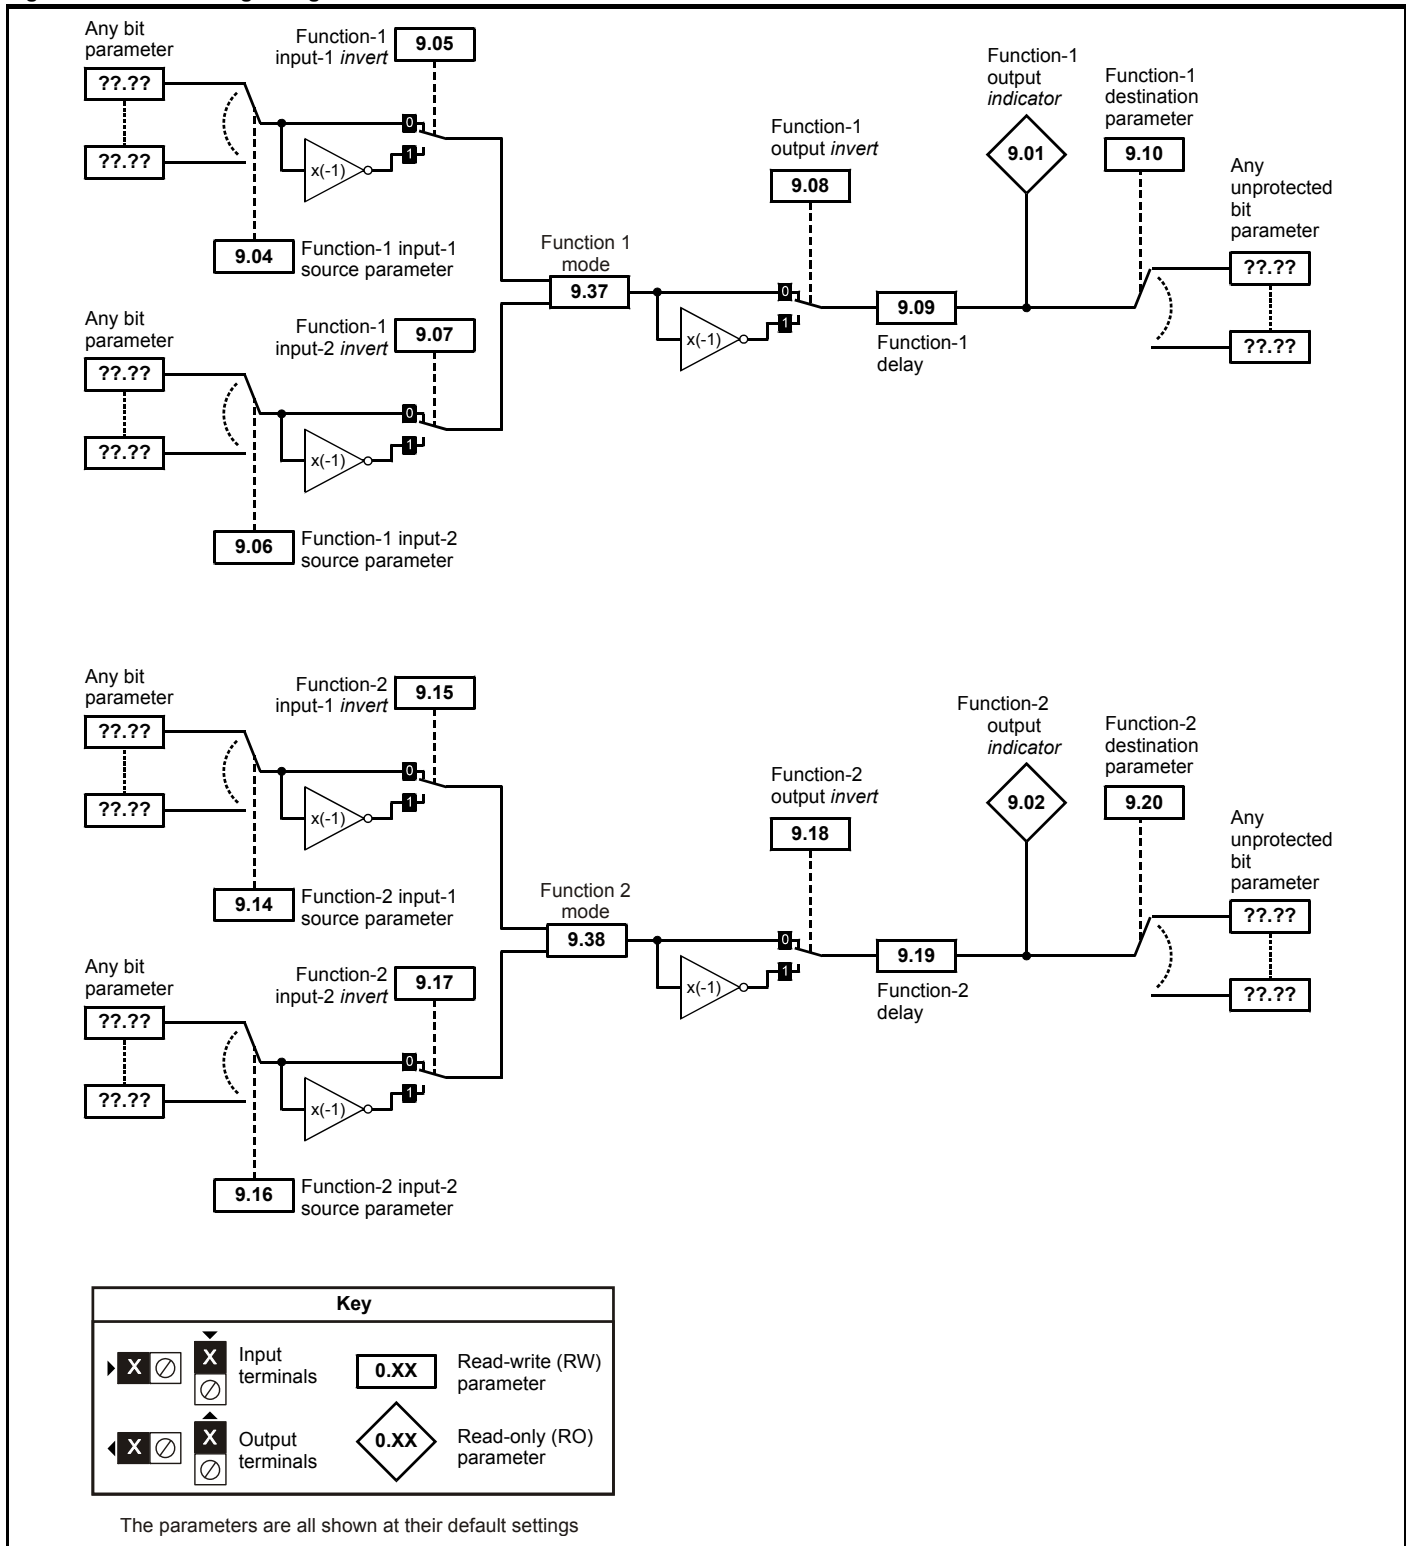 Any bit
parameter
??.??
??.??
Function-1
input-1 invert
9.05
0
1
x(-1)
9.04
Function-1 input-1
source parameter
Any bit
parameter
??.??
??.??
Function-1
input-2 invert
9.07
0
1
x(-1)
9.06
Function-1 input-2
source parameter
Function 1
mode
9.37
x(-1)
Function-1
output invert
9.08
0
1
9.09
Function-1
delay
Function-1
output
indicator
9.01
Function-1
destination
parameter
9.10
Any
unprotected
bit
parameter
??.??
??.??
Any bit
parameter
??.??
??.??
Function-2
input-1 invert
9.15
0
1
x(-1)
9.14
Function-2 input-1
source parameter
Any bit
parameter
??.??
??.??
Function-2
input-2 invert
9.17
0
1
x(-1)
9.16
Function-2 input-2
source parameter
Function 2
mode
9.38
x(-1)
Function-2
output invert
9.18
0
1
9.19
Function-2
delay
Function-2
output
indicator
9.02
Function-2
destination
parameter
9.20
Any
unprotected
bit
parameter
??.??
??.??
Key
X
X
Input
terminals
0.XX
Read-write (RW)
parameter
X
X
Output
terminals
0.XX
Read-only (RO)
parameter
The parameters are all shown at their default settings